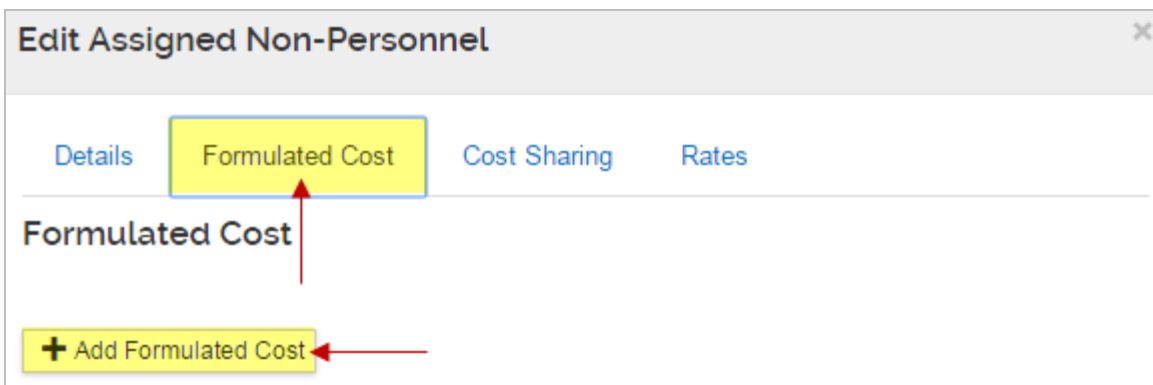 Edit Assigned Non-Personnel ×
Details Formulated Cost Cost Sharing Rates
Formulated Cost
+ Add Formulated Cost